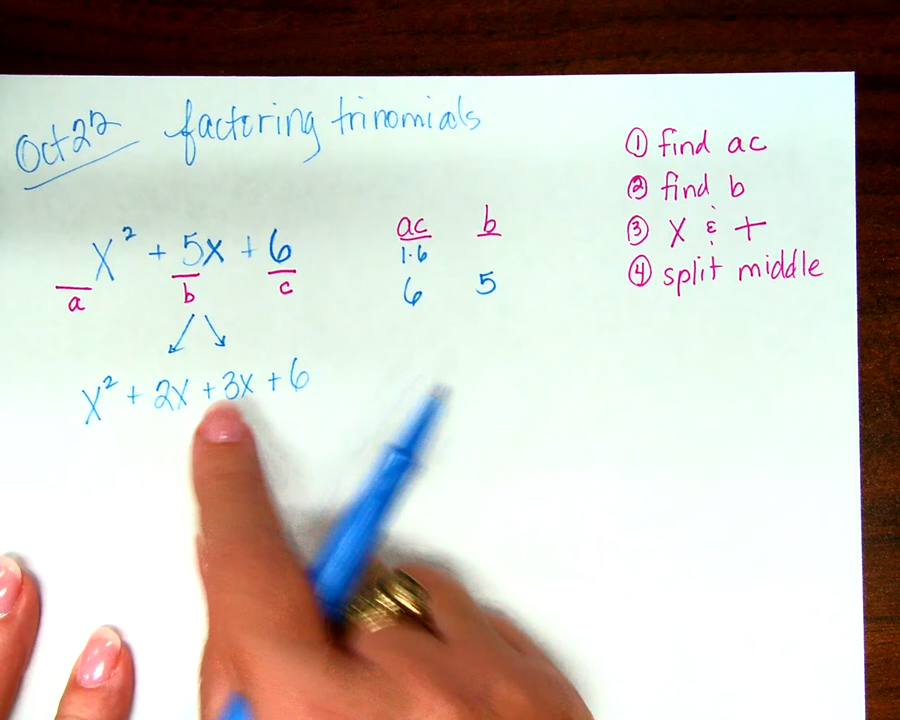 Oct 22 factoring trinomials
① find ac
② find b
③ X & +
④ split middle
x² + 5x + 6
a b c
ac b
1·6
6 5
x² + 2x + 3x + 6